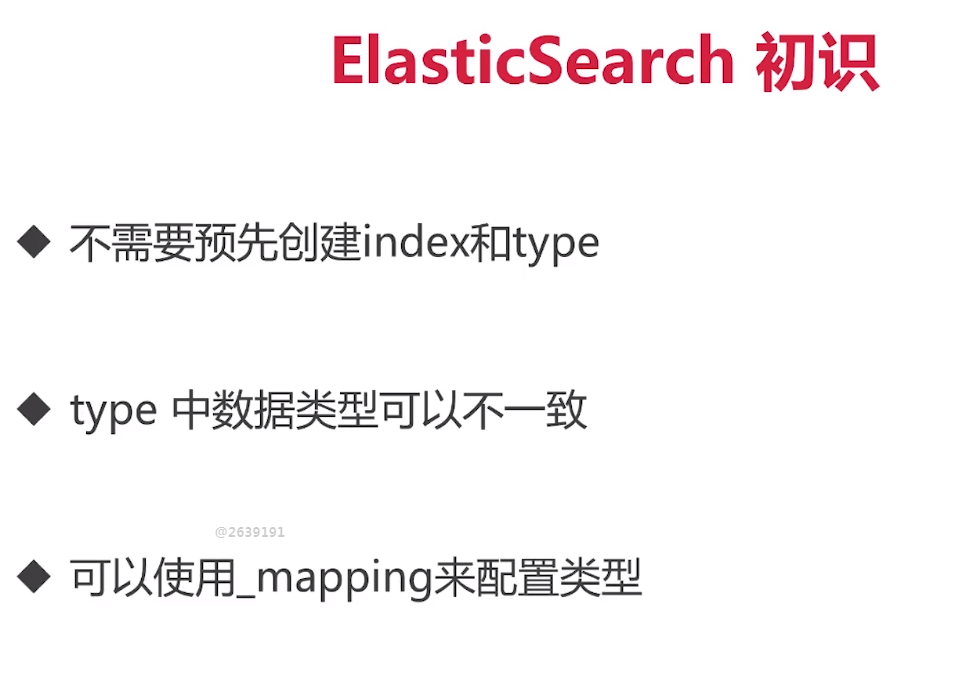 ElasticSearch 初识
◆ 不需要预先创建index和type
◆ type 中数据类型可以不一致
@2639191
◆ 可以使用_mapping来配置类型